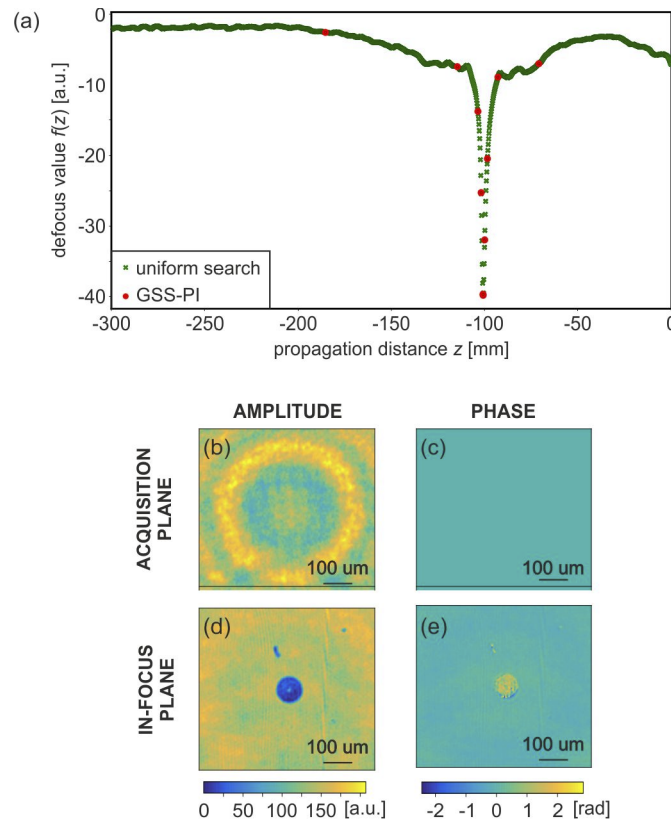 (a)
defocus value f(z) [a.u.]
0
-10
-20
-30
-40
× uniform search
• GSS-PI
-300 -250 -200 -150 -100 -50 0
propagation distance z [mm]
AMPLITUDE PHASE
ACQUISITION
PLANE
(b) (c)
100 um 100 um
IN-FOCUS
PLANE
(d) (e)
100 um 100 um
0 50 100 150 [a.u.] -2 -1 0 1 2 [rad]